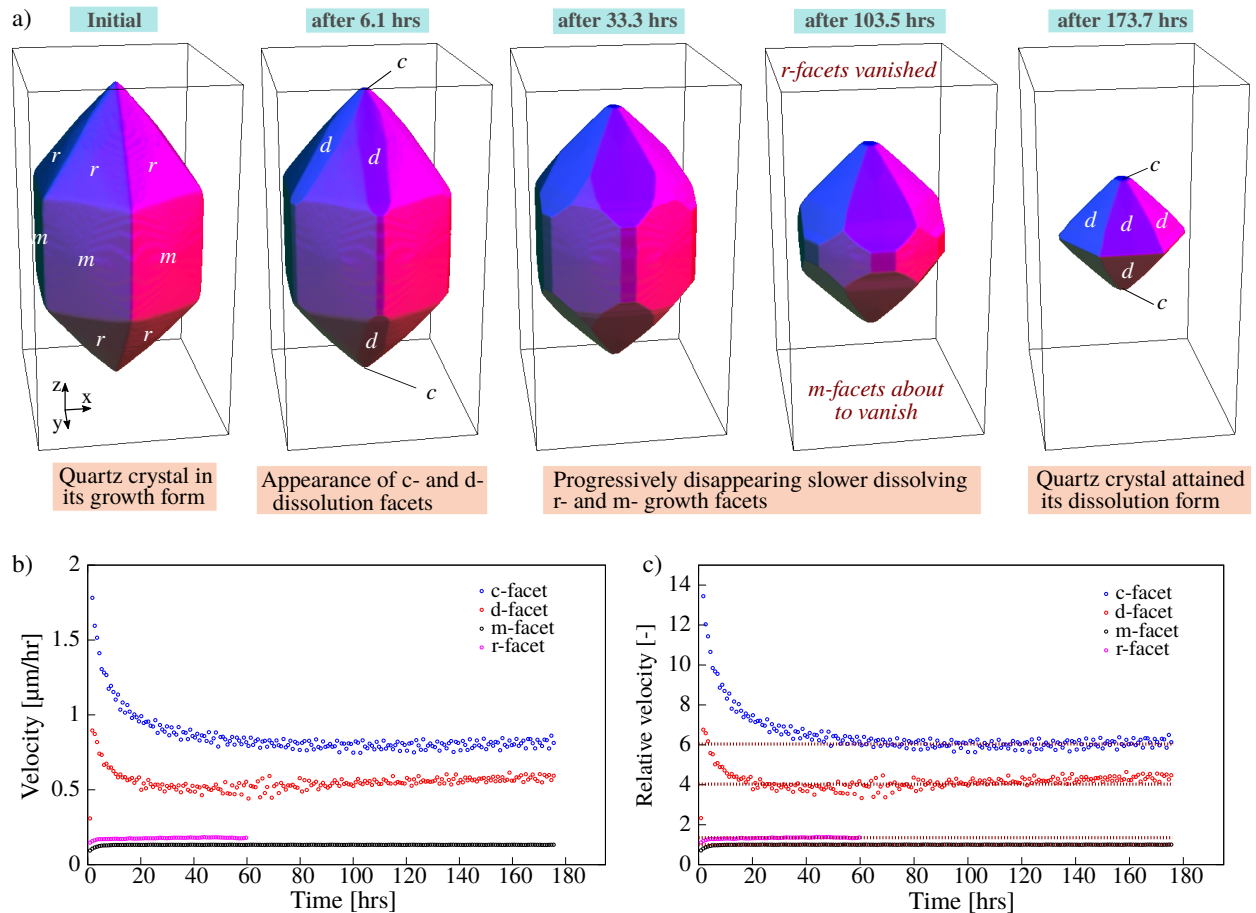 a)
Initial
after 6.1 hrs
after 33.3 hrs
after 103.5 hrs
after 173.7 hrs
r
r
r
m
m
m
r
r
z
x
y
c
d
d
d
c
r-facets vanished
m-facets about
to vanish
c
d
d
d
d
c
Quartz crystal in
its growth form
Appearance of c- and d-
dissolution facets
Progressively disappearing slower dissolving
r- and m- growth facets
Quartz crystal attained
its dissolution form
b)
2
1.5
1
0.5
0
Velocity [µm/hr]
c-facet
d-facet
m-facet
r-facet
0 20 40 60 80 100 120 140 160 180
Time [hrs]
c)
14
12
10
8
6
4
2
0
Relative velocity [-]
c-facet
d-facet
m-facet
r-facet
0 20 40 60 80 100 120 140 160 180
Time [hrs]